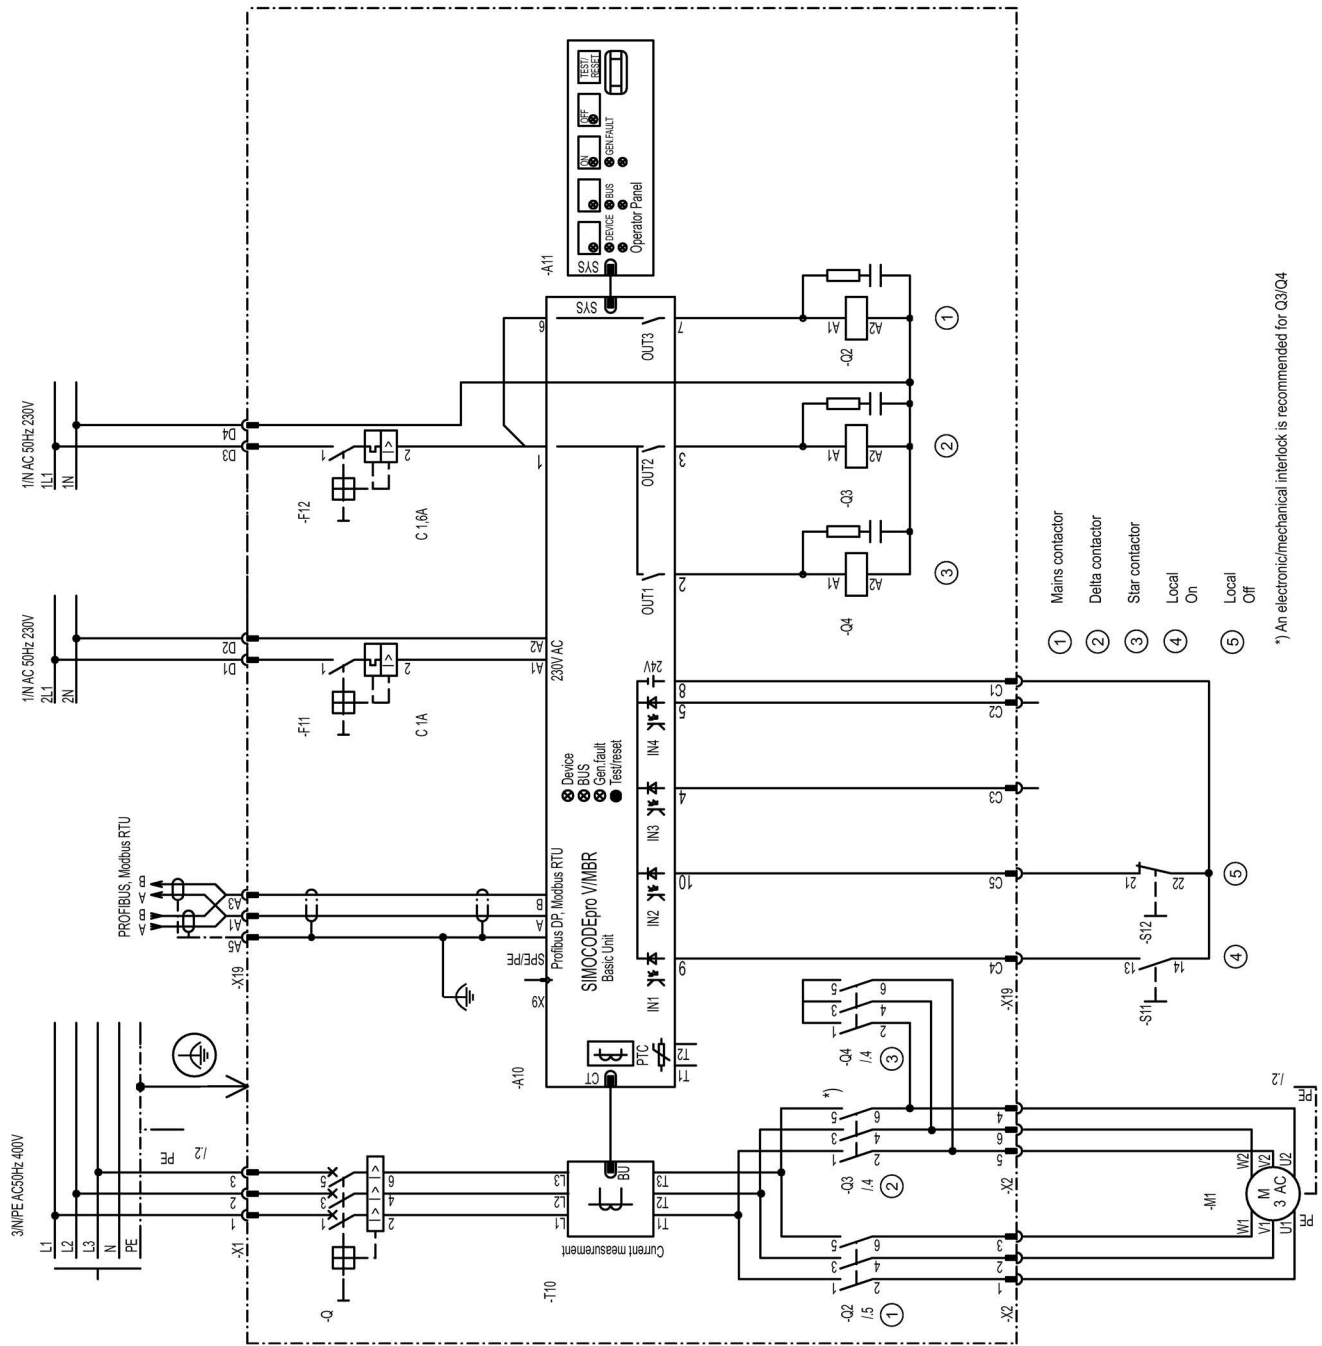 3/N/PE AC50Hz 400V
L1
L2
L3
N
PE
PE
/.2
PROFIBUS, Modbus RTU
A
B
A
B
1/N AC 50Hz 230V
2L1
2N
1/N AC 50Hz 230V
1L1
1N
-X1
1
2
3
-X19
A5
A1
A3
D1
D2
D3
D4
-Q
1
3
5
2
4
6
-F11
1
2
C 1A
-F12
1
2
C 1,6A
-T10
L1
L2
L3
Current measurement
BU
T1
T2
T3
-A10
X9
SPE/PE
A
B
Profibus DP, Modbus RTU
SIMOCODEpro V/MBR
Basic Unit
Device
BUS
Gen.fault
Test/reset
A1
A2
230V AC
1
6
SYS
CT
PTC
T1
T2
IN1
IN2
IN3
IN4
24V
9
10
4
5
8
OUT1
OUT2
OUT3
2
3
7
-A11
SYS
DEVICE
BUS
GEN.FAULT
ON
OFF
TEST/
RESET
Operator Panel
-Q2
/.5
1
1
3
5
2
4
6
-Q3
/.4
2
1
3
5
2
4
6
*)
-Q4
/.4
3
1
3
5
2
4
6
-Q4
A1
A2
3
-Q3
A1
A2
2
-Q2
A1
A2
1
-X2
1
2
3
-X2
5
6
4
-X19
C4
C5
C3
C2
C1
-M1
M
3 AC
U1
V1
W1
W2
V2
U2
PE
PE
/.2
-S11
13
14
4
-S12
21
22
5
1 Mains contactor
2 Delta contactor
3 Star contactor
4 Local
On
5 Local
Off
*) An electronic/mechanical interlock is recommended for Q3/Q4